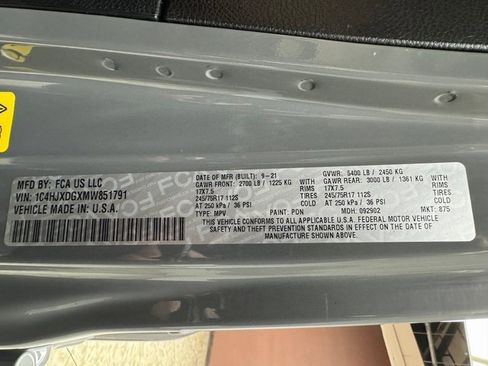 MFD BY: FCA US LLC
VIN: 1C4HJXDGXMW851791
VEHICLE MADE IN U.S.A.
DATE OF MFR (BUILT): 9-21 GVWR: 5400 LB / 2450 KG
GAWR FRONT: 2700 LB / 1225 KG GAWR REAR: 3000 LB / 1361 KG
17X7.5 RIMS 17X7.5 RIMS
245/75R17 112S TIRES 245/75R17 112S TIRES
AT 250 kPa / 36 PSI COLD AT 250 kPa / 36 PSI COLD
TYPE: MPV PAINT: PDN MDH: 092902 MKT: 875
THIS VEHICLE CONFORMS TO ALL APPLICABLE U.S.A. FEDERAL MOTOR VEHICLE
SAFETY AND THEFT PREVENTION STANDARDS IN EFFECT ON THE DATE OF
MANUFACTURE SHOWN ABOVE.